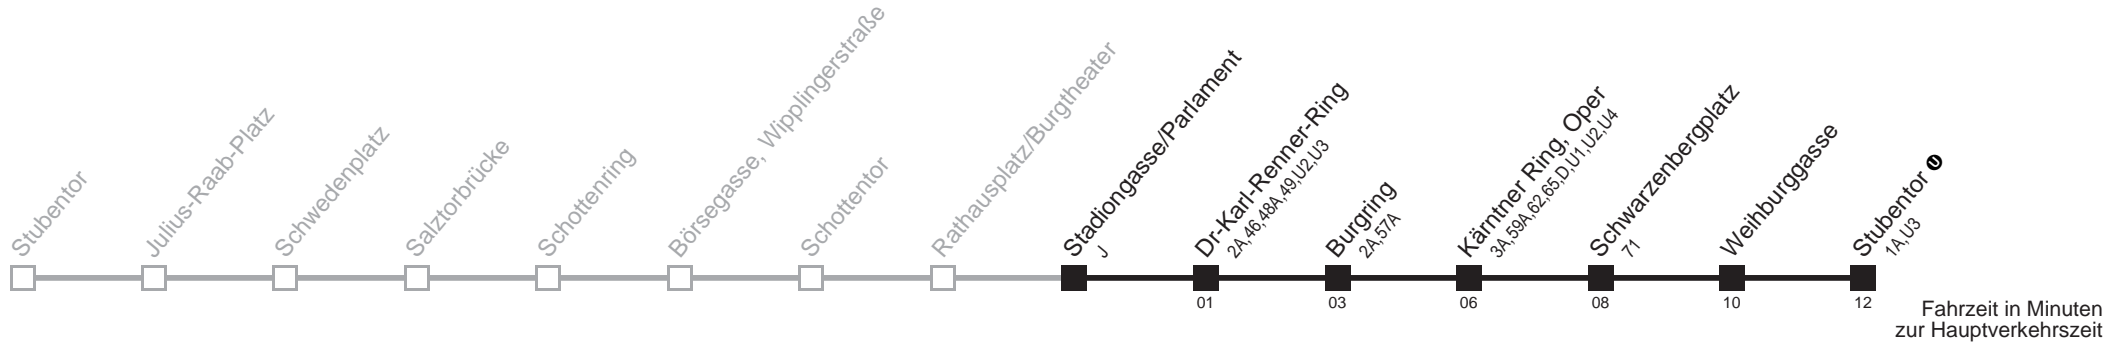 Stubentor
Julius-Raab-Platz
Schwedenplatz
Salztorbrücke
Schottenring
Börsegasse, Wipplingerstraße
Schottentor
Rathausplatz/Burgtheater
Stadiongasse/Parlament
J
Dr-Karl-Renner-Ring
2A,46,48A,49,U2,U3
Burgring
2A,57A
Kärntner Ring, Oper
3A,59A,62,65,D,U1,U2,U4
Schwarzenbergplatz
71
Weihburggasse
Stubentor U
1A,U3
01
03
06
08
10
12
Fahrzeit in Minuten
zur Hauptverkehrszeit